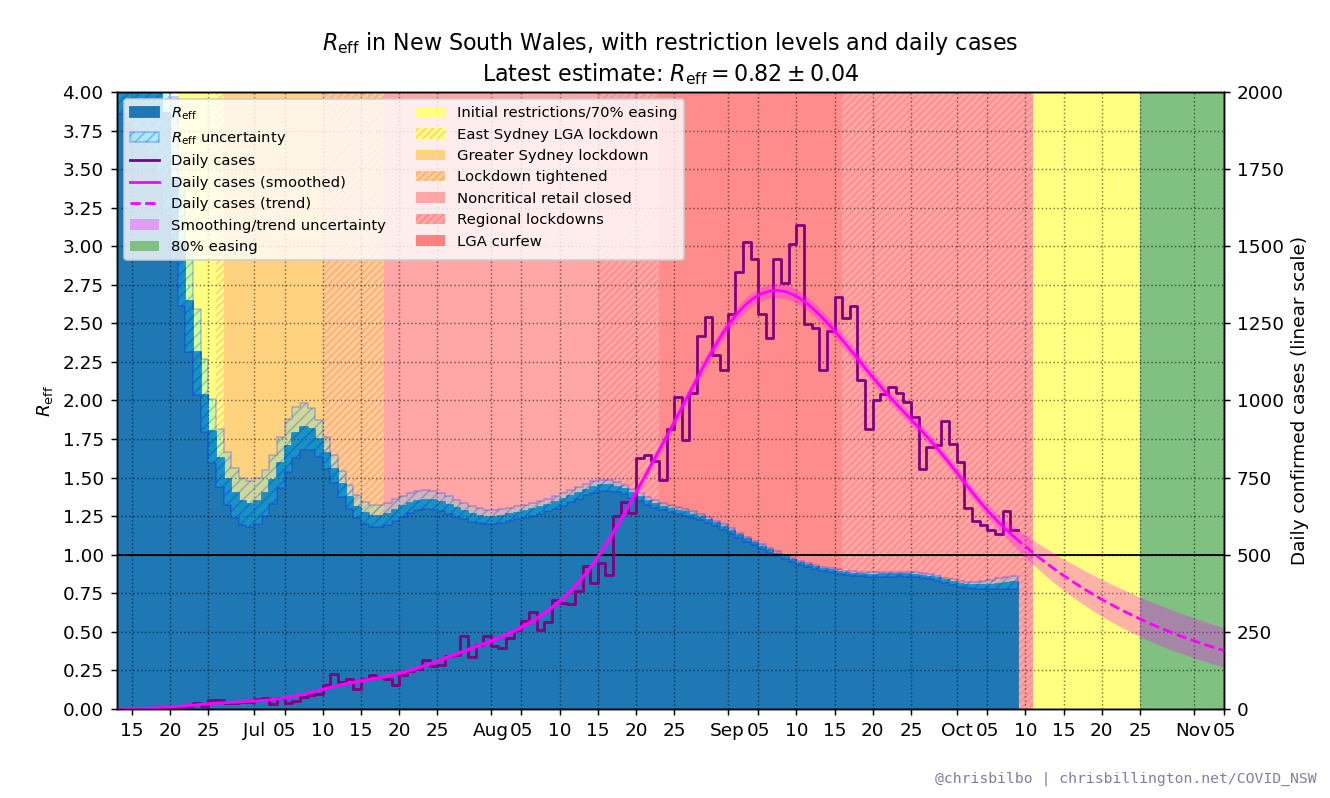 R_eff in New South Wales, with restriction levels and daily cases
Latest estimate: R_eff = 0.82 ± 0.04
R_eff
R_eff uncertainty
Daily cases
Daily cases (smoothed)
Daily cases (trend)
Smoothing/trend uncertainty
80% easing
Initial restrictions/70% easing
East Sydney LGA lockdown
Greater Sydney lockdown
Lockdown tightened
Noncritical retail closed
Regional lockdowns
LGA curfew
R_eff
4.00
3.75
3.50
3.25
3.00
2.75
2.50
2.25
2.00
1.75
1.50
1.25
1.00
0.75
0.50
0.25
0.00
2000
1750
1500
1250
1000
750
500
250
0
Daily confirmed cases (linear scale)
15 20 25 Jul 05 10 15 20 25 Aug 05 10 15 20 25 Sep 05 10 15 20 25 Oct 05 10 15 20 25 Nov 05
@chrisbilbo | chrisbillington.net/COVID_NSW